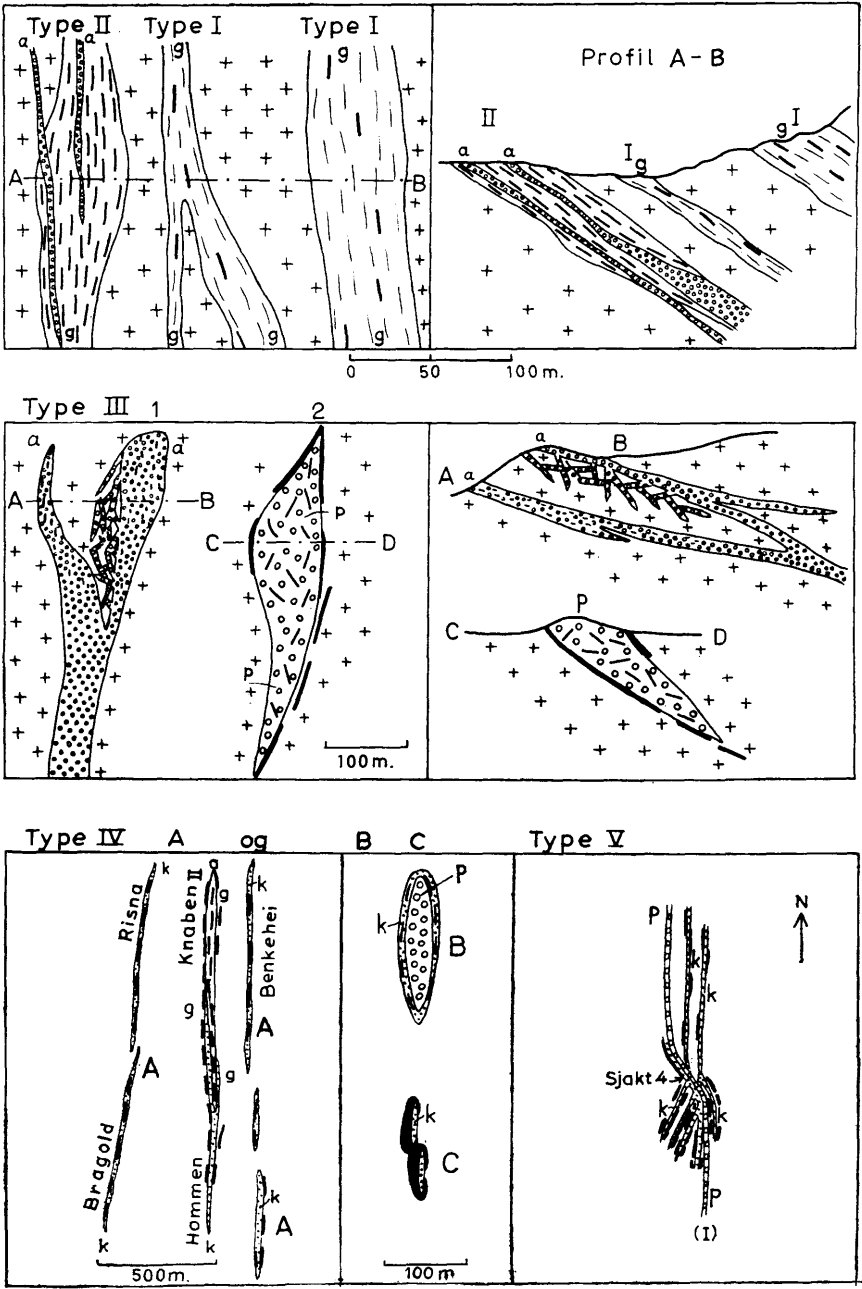 Type II Type I Type I
a a g g
Profil A-B
II a a I g g I
A B
g g g g
0 50 100 m.
Type III 1 2
a a
A B
p
C D
p
100 m.
A a a B
C P D
Type IV A og B C Type V
Risna k
Knaben II
a g
k Benkehei
g
A
A
g
Bragold
k
Hommen
k
k
A
500 m.
p
k
B
k
C
100 m.
N
p
k
k
Sjakt 4
k k
p
(I)